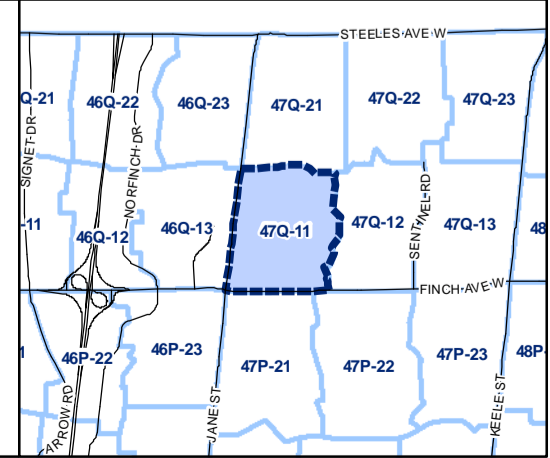 STEELES AVE W
Q-21
46Q-22
46Q-23
47Q-21
47Q-22
47Q-23
SIGNET DR
NORFINCH DR
SENTINEL RD
-11
46Q-12
46Q-13
47Q-11
47Q-12
47Q-13
48
FINCH AVE W
1
46P-22
46P-23
47P-21
47P-22
47P-23
48P-
ARROW RD
JANE ST
KEELE ST